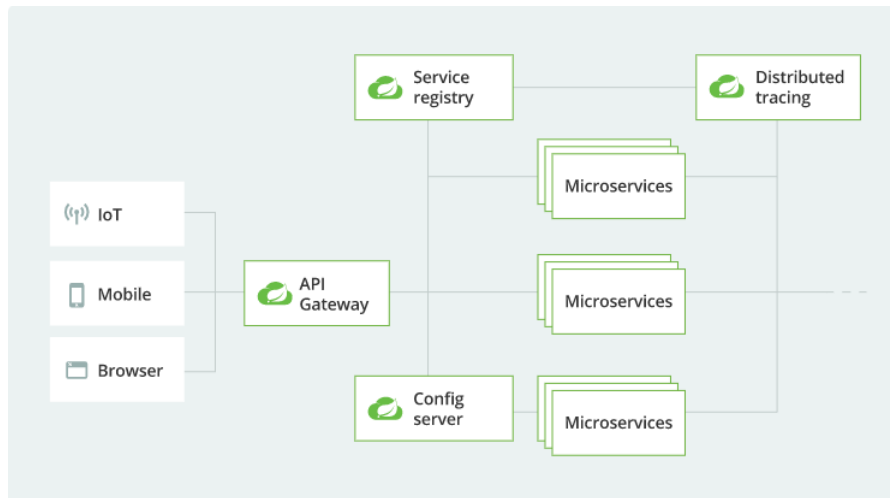 Service
registry
Distributed
tracing
Microservices
IoT
Mobile
API
Gateway
Microservices
Browser
Config
server
Microservices